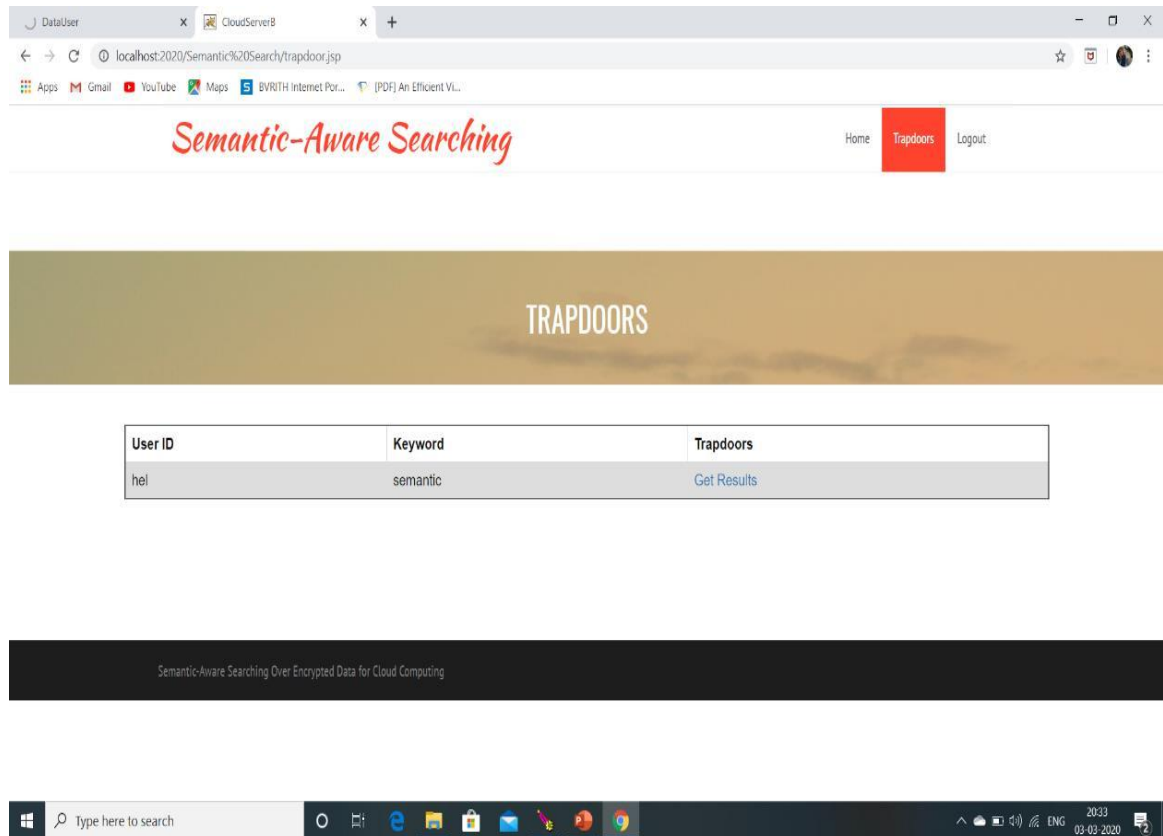 DataUser
CloudServerB
localhost:2020/Semantic%20Search/trapdoor.jsp
Apps Gmail YouTube Maps BVRITH Internet Por... [PDF] An Efficient Vi...
Semantic-Aware Searching Home Trapdoors Logout
TRAPDOORS
User ID Keyword Trapdoors
hel semantic Get Results
Semantic-Aware Searching Over Encrypted Data for Cloud Computing
Type here to search ENG 20:33
03-03-2020